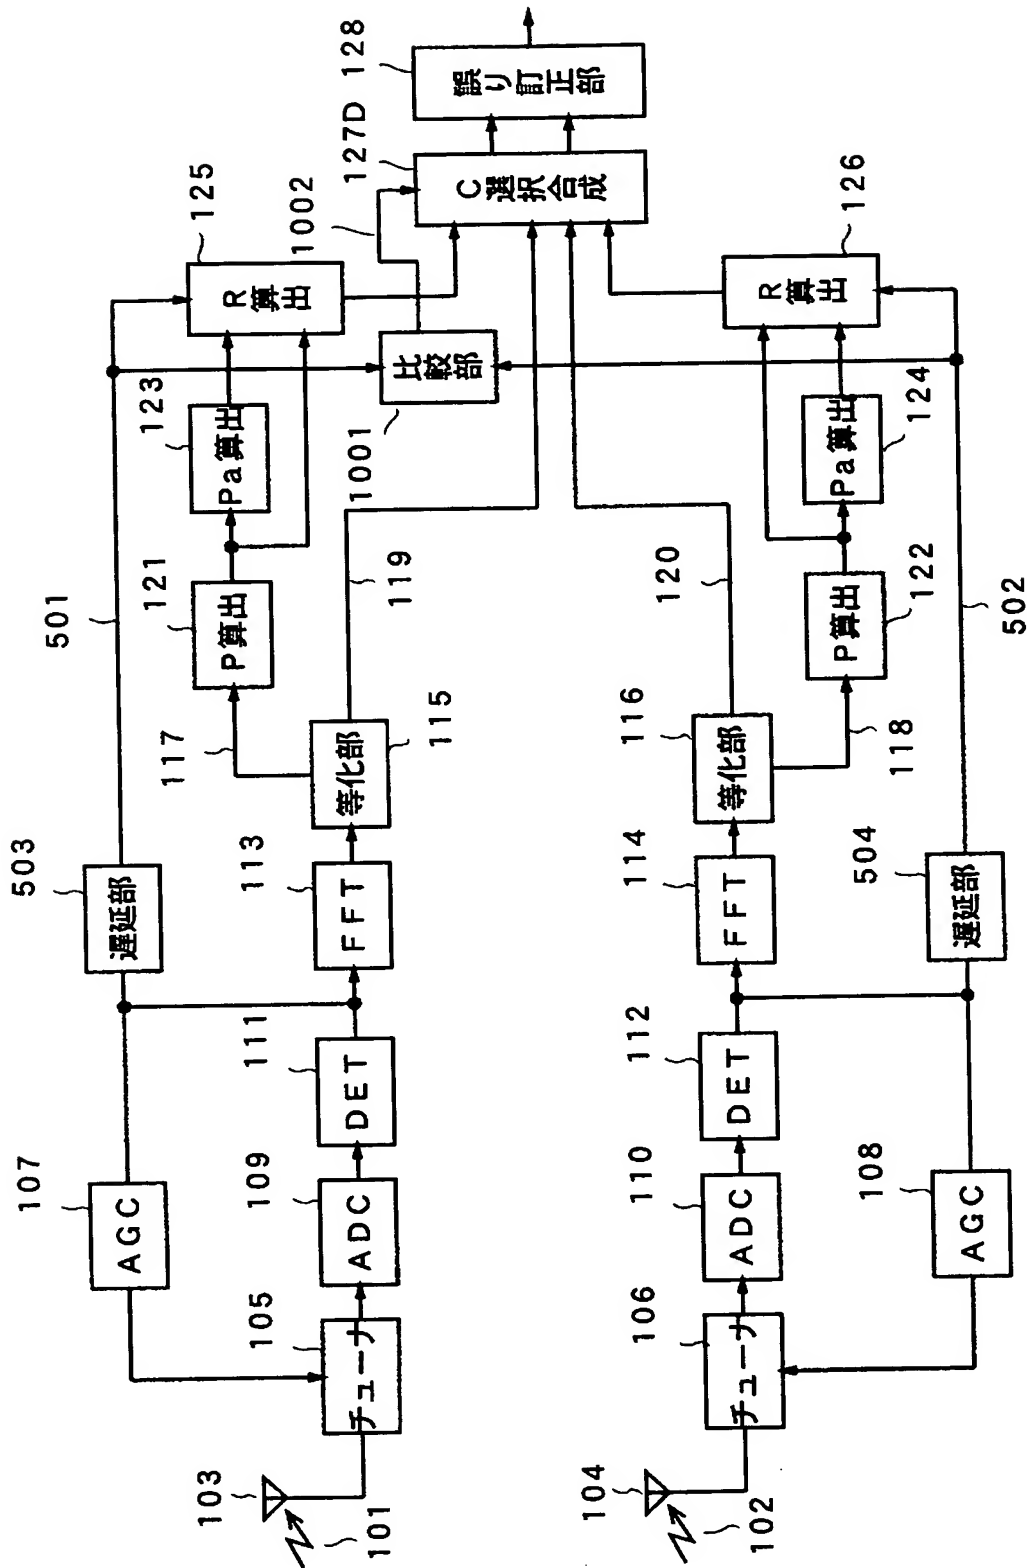 103
101
チューナ
105
AGC
107
ADC
109
DET
111
遅延部
503
FFT
113
等化部
115
117
119
501
P算出
121
Pa算出
123
R算出
125
比較部
1001
1002
C選択合成
127D
誤り訂正部
128
104
102
チューナ
106
ADC
110
AGC
108
DET
112
FFT
114
遅延部
504
等化部
116
118
120
502
P算出
122
Pa算出
124
R算出
126